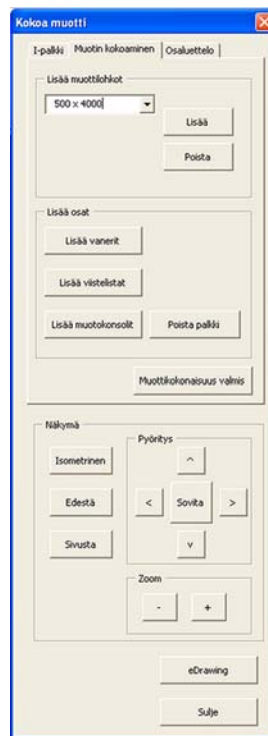 Kokoa muotti
I-palkki Muotin kokoaminen Osaluettelo
Lisää muottilohkot
500 x 4000
Lisää
Poista
Lisää osat
Lisää vanerit
Lisää viistelistat
Lisää muotokonsolit Poista palkki
Muottikokonaisuus valmis
Näkymä
Pyöritys
Isometrinen ^
Edestä < Sovita >
Sivusta v
Zoom
- +
eDrawing
Sulje